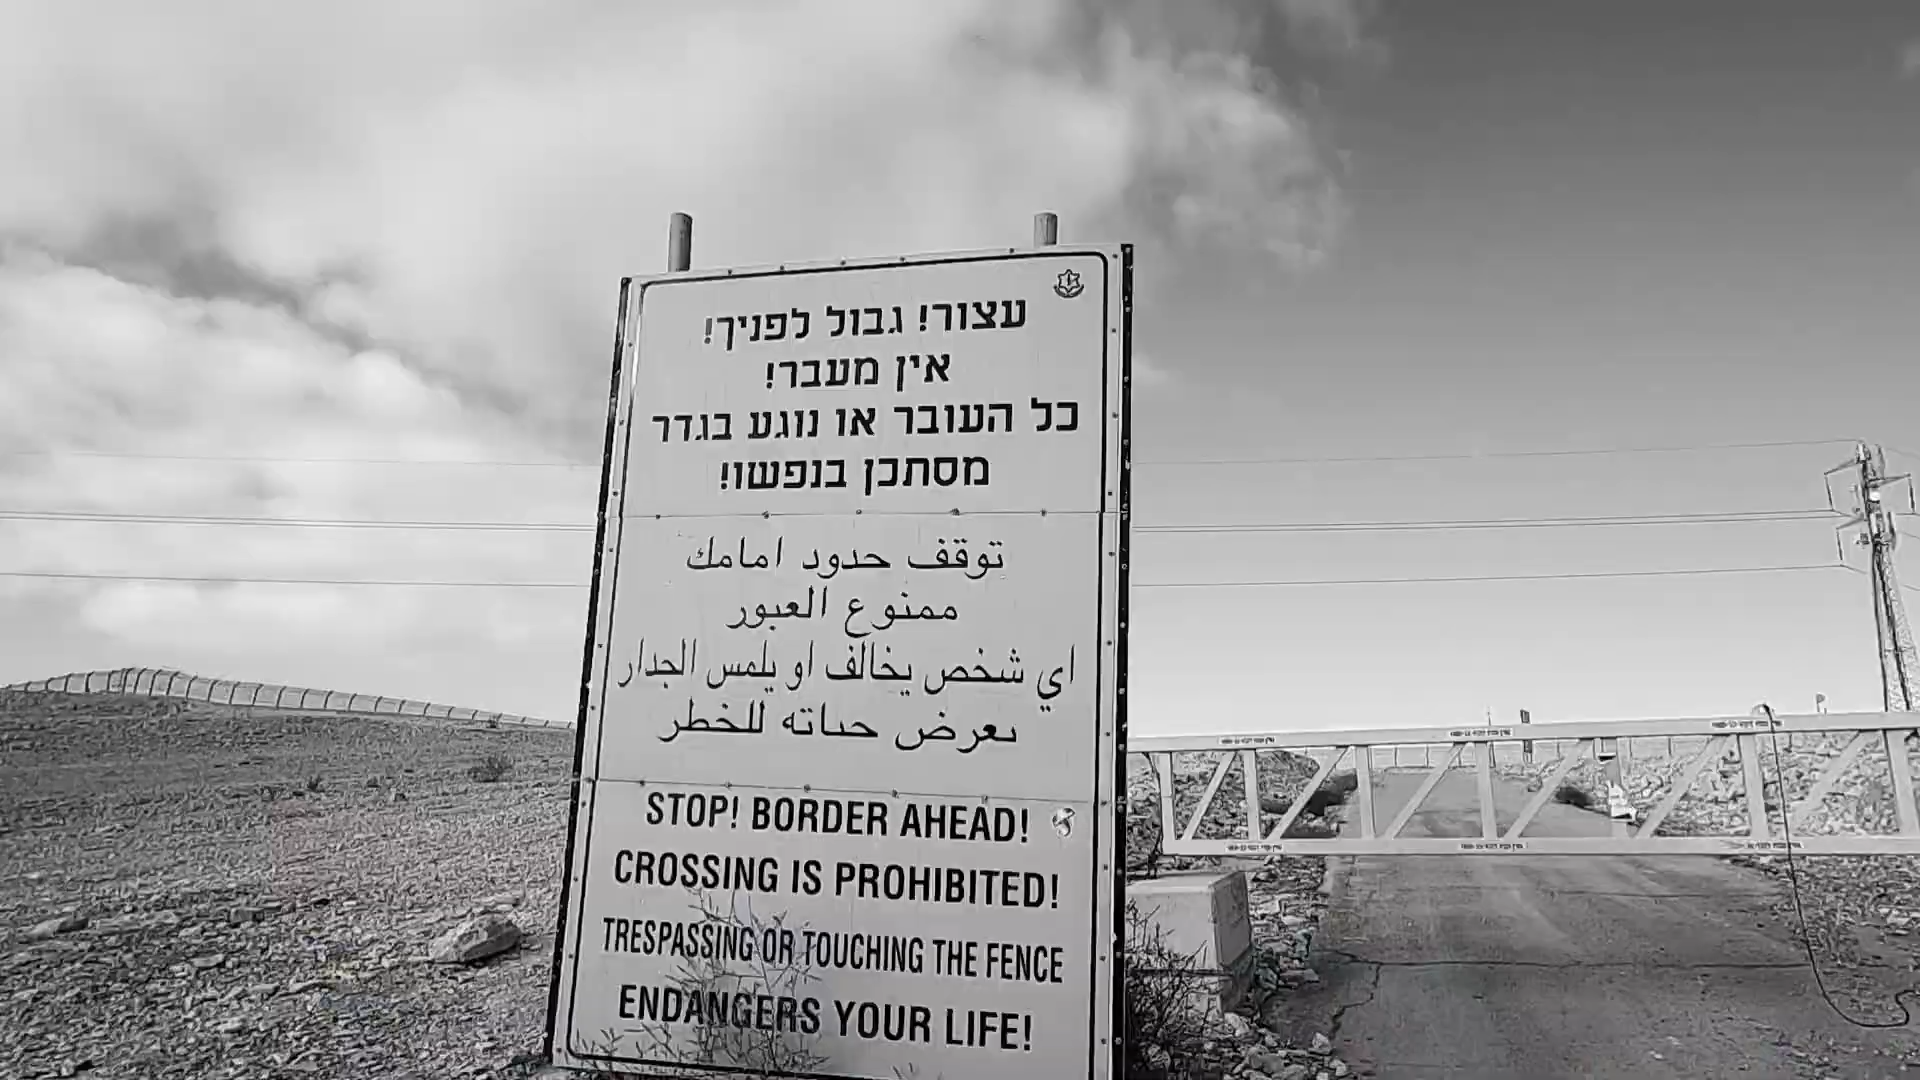 עצור! גבול לפניך!
אין מעבר!
כל העובר או נוגע בגדר
מסתכן בנפשו!
توقف حدود امامك
ممنوع العبور
اي شخص يخالف او يلمس الجدار
يعرض حياته للخطر
STOP! BORDER AHEAD!
CROSSING IS PROHIBITED!
TRESPASSING OR TOUCHING THE FENCE
ENDANGERS YOUR LIFE!